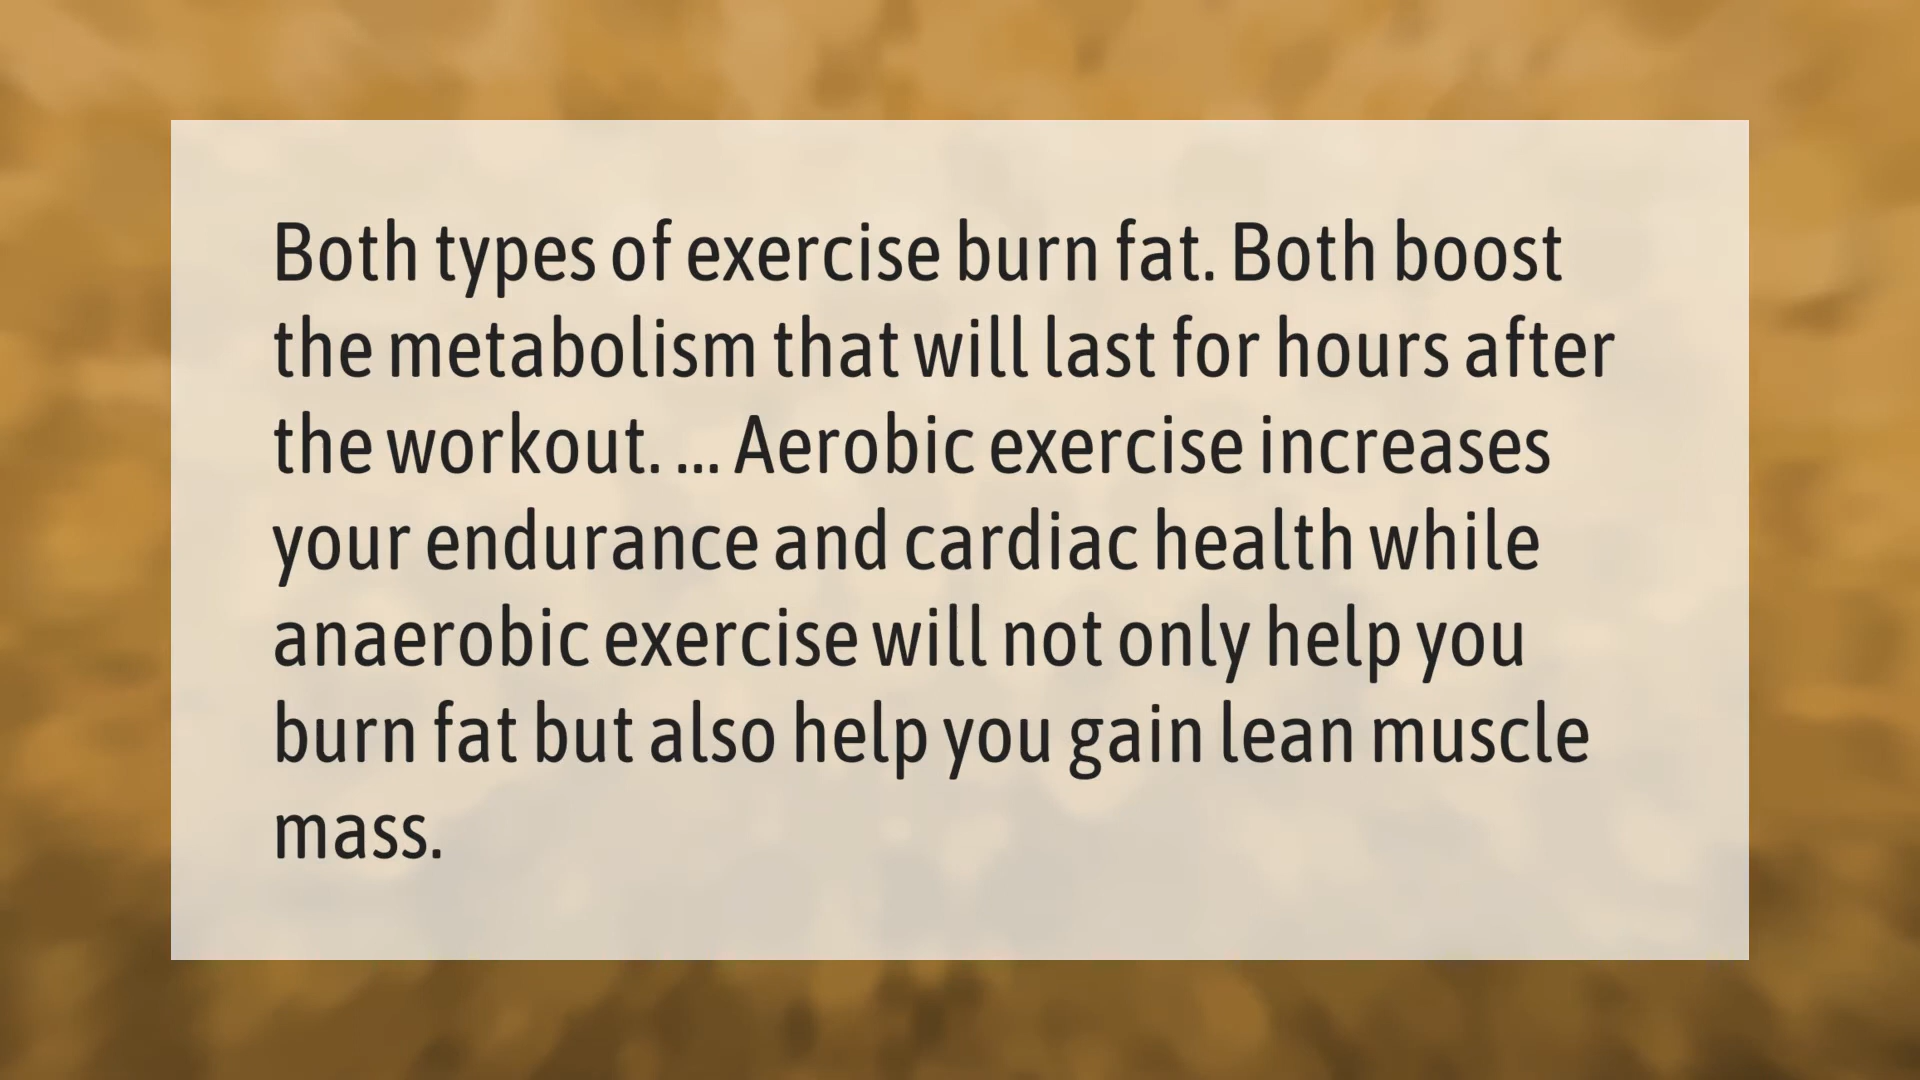 Both types of exercise burn fat. Both boost
the metabolism that will last for hours after
the workout. ... Aerobic exercise increases
your endurance and cardiac health while
anaerobic exercise will not only help you
burn fat but also help you gain lean muscle
mass.